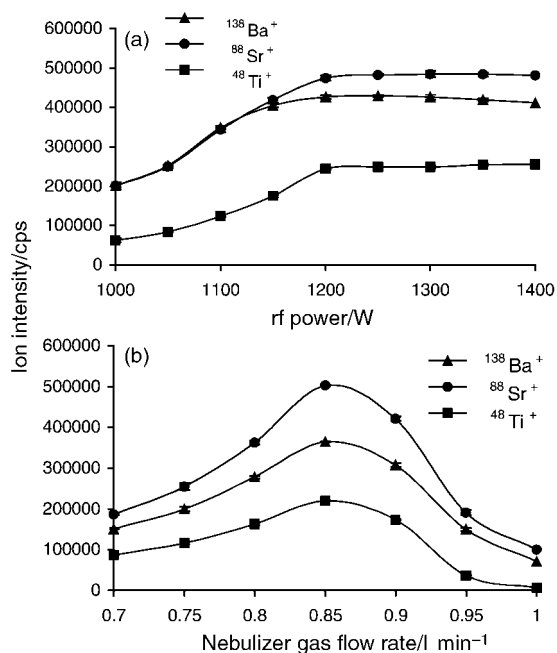 600000
500000
400000
300000
200000
100000
0
(a)
¹³⁸Ba⁺
⁸⁸Sr⁺
⁴⁸Ti⁺
1000 1100 1200 1300 1400
rf power/W
Ion intensity/cps
600000
500000
400000
300000
200000
100000
0
(b)
¹³⁸Ba⁺
⁸⁸Sr⁺
⁴⁸Ti⁺
0.7 0.75 0.8 0.85 0.9 0.95 1
Nebulizer gas flow rate/l min⁻¹